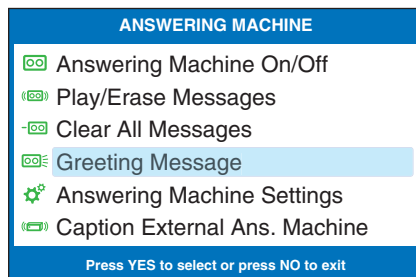 ANSWERING MACHINE
Answering Machine On/Off
Play/Erase Messages
Clear All Messages
Greeting Message
Answering Machine Settings
Caption External Ans. Machine
Press YES to select or press NO to exit